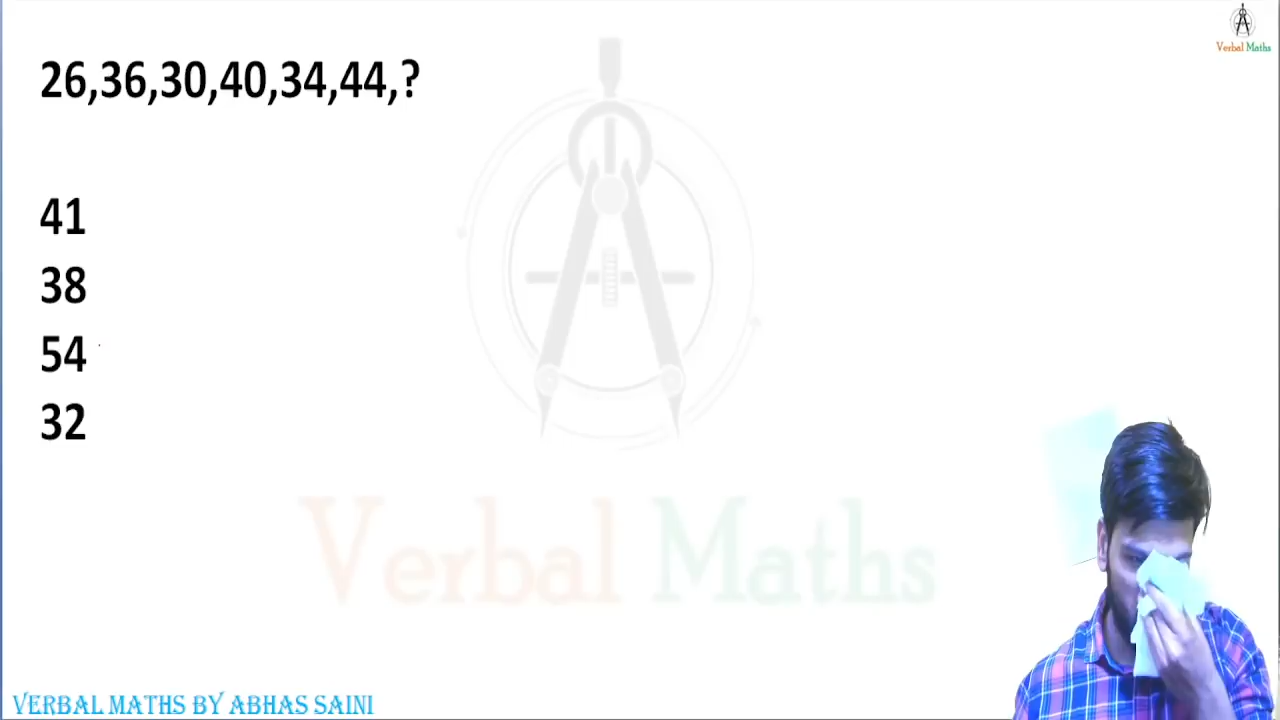 Verbal Maths
26,36,30,40,34,44,?
41
38
54
32
Verbal Maths
VERBAL MATHS BY ABHAS SAINI